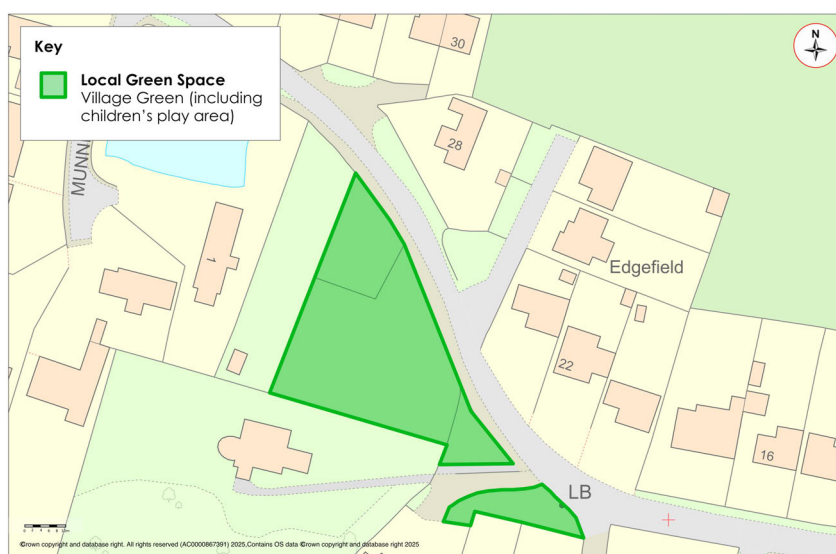 Key
Local Green Space
Village Green (including
children's play area)
N
30
28
MUNN
1
Edgefield
22
16
LB
©rown copyright and database right. All rights reserved (AC0000867391) 2025.Contains OS data ©rown copyright and database right 2025